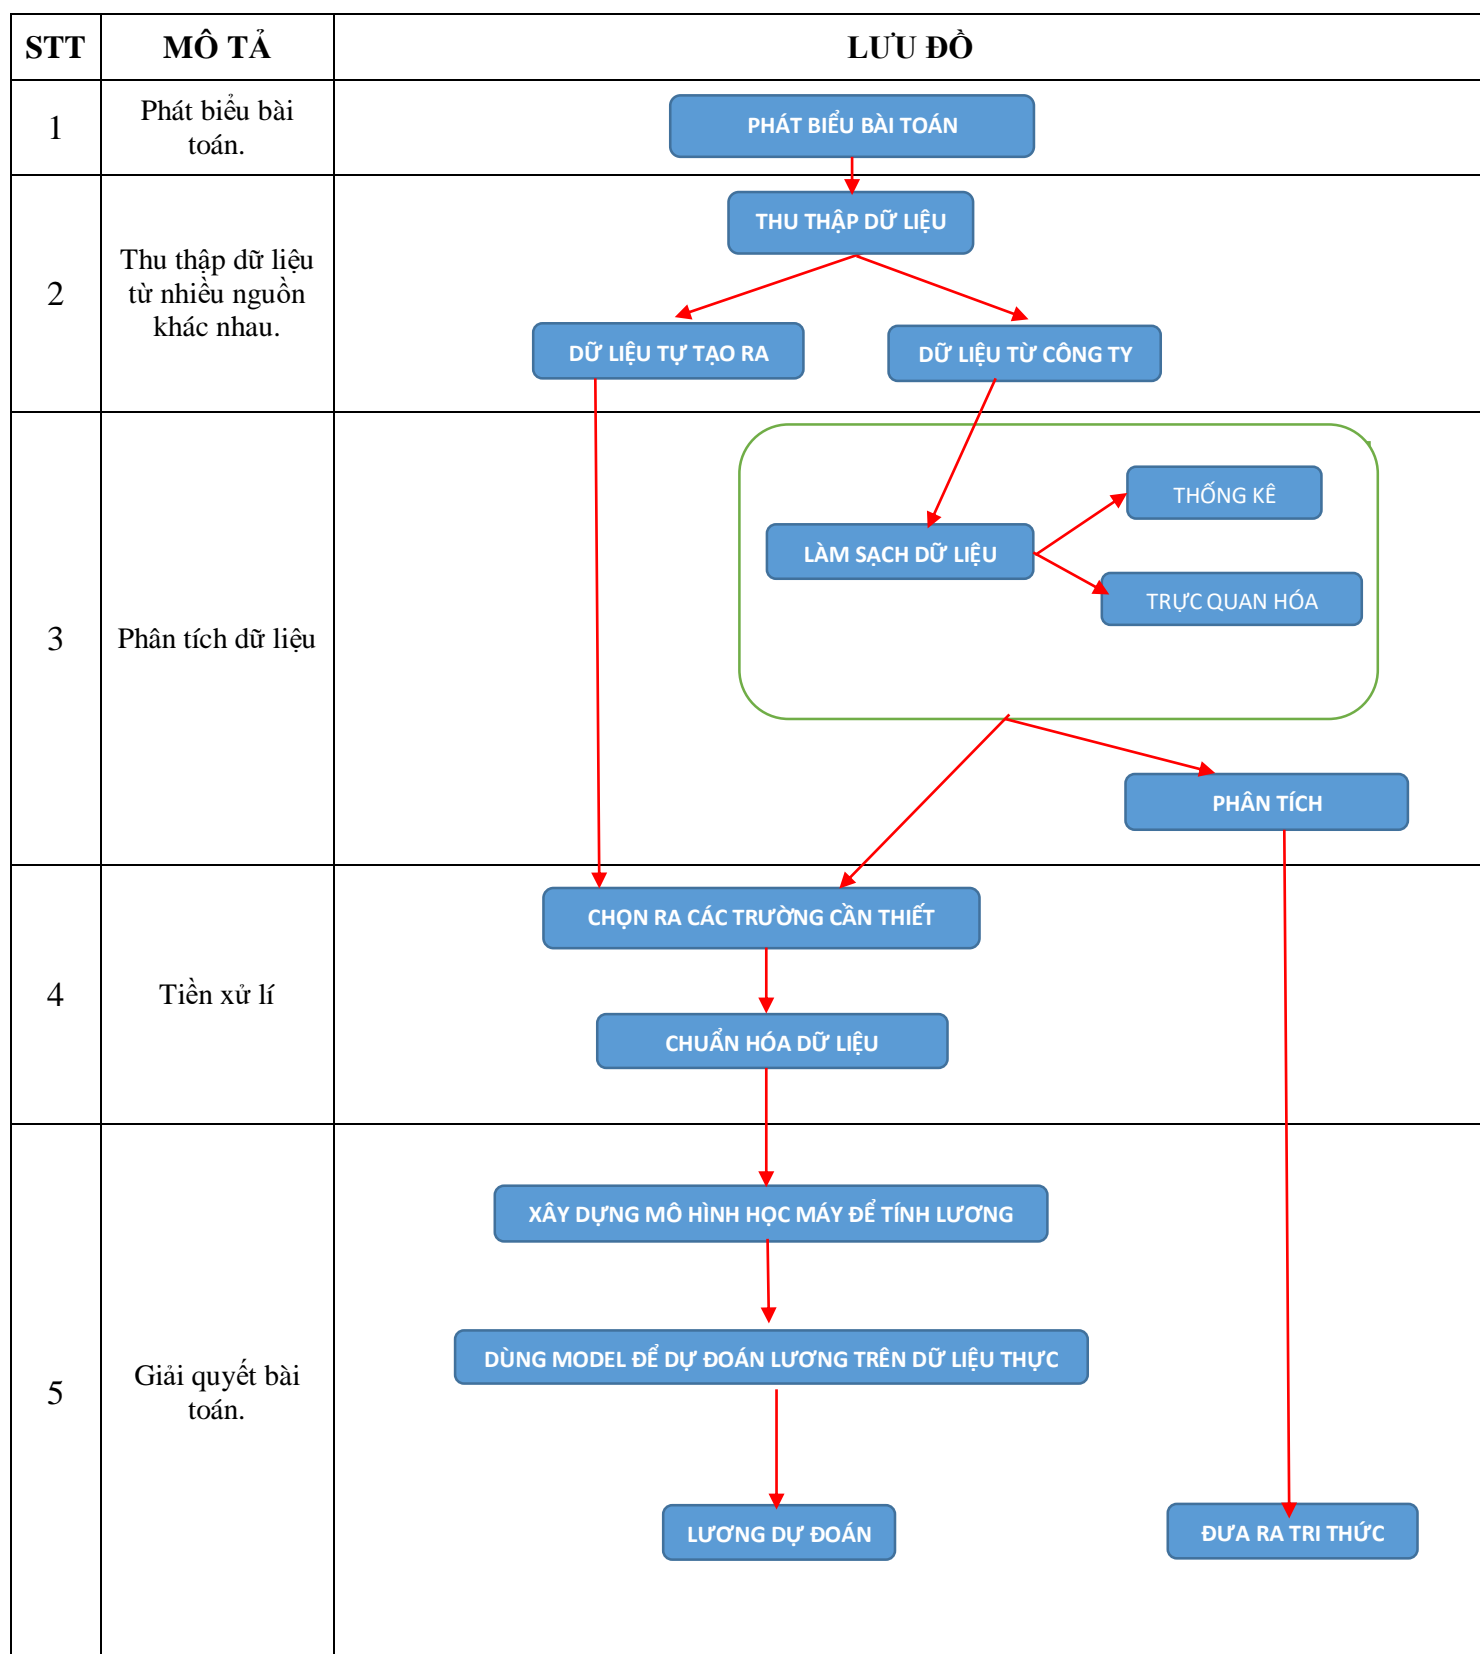 STT
MÔ TẢ
LƯU ĐỒ
1
Phát biểu bài
toán.
PHÁT BIỂU BÀI TOÁN
2
Thu thập dữ liệu
từ nhiều nguồn
khác nhau.
THU THẬP DỮ LIỆU
DỮ LIỆU TỰ TẠO RA
DỮ LIỆU TỪ CÔNG TY
3
Phân tích dữ liệu
THỐNG KÊ
LÀM SẠCH DỮ LIỆU
TRỰC QUAN HÓA
PHÂN TÍCH
4
Tiền xử lí
CHỌN RA CÁC TRƯỜNG CẦN THIẾT
CHUẨN HÓA DỮ LIỆU
5
Giải quyết bài
toán.
XÂY DỰNG MÔ HÌNH HỌC MÁY ĐỂ TÍNH LƯƠNG
DÙNG MODEL ĐỂ DỰ ĐOÁN LƯƠNG TRÊN DỮ LIỆU THỰC
LƯƠNG DỰ ĐOÁN
ĐƯA RA TRI THỨC